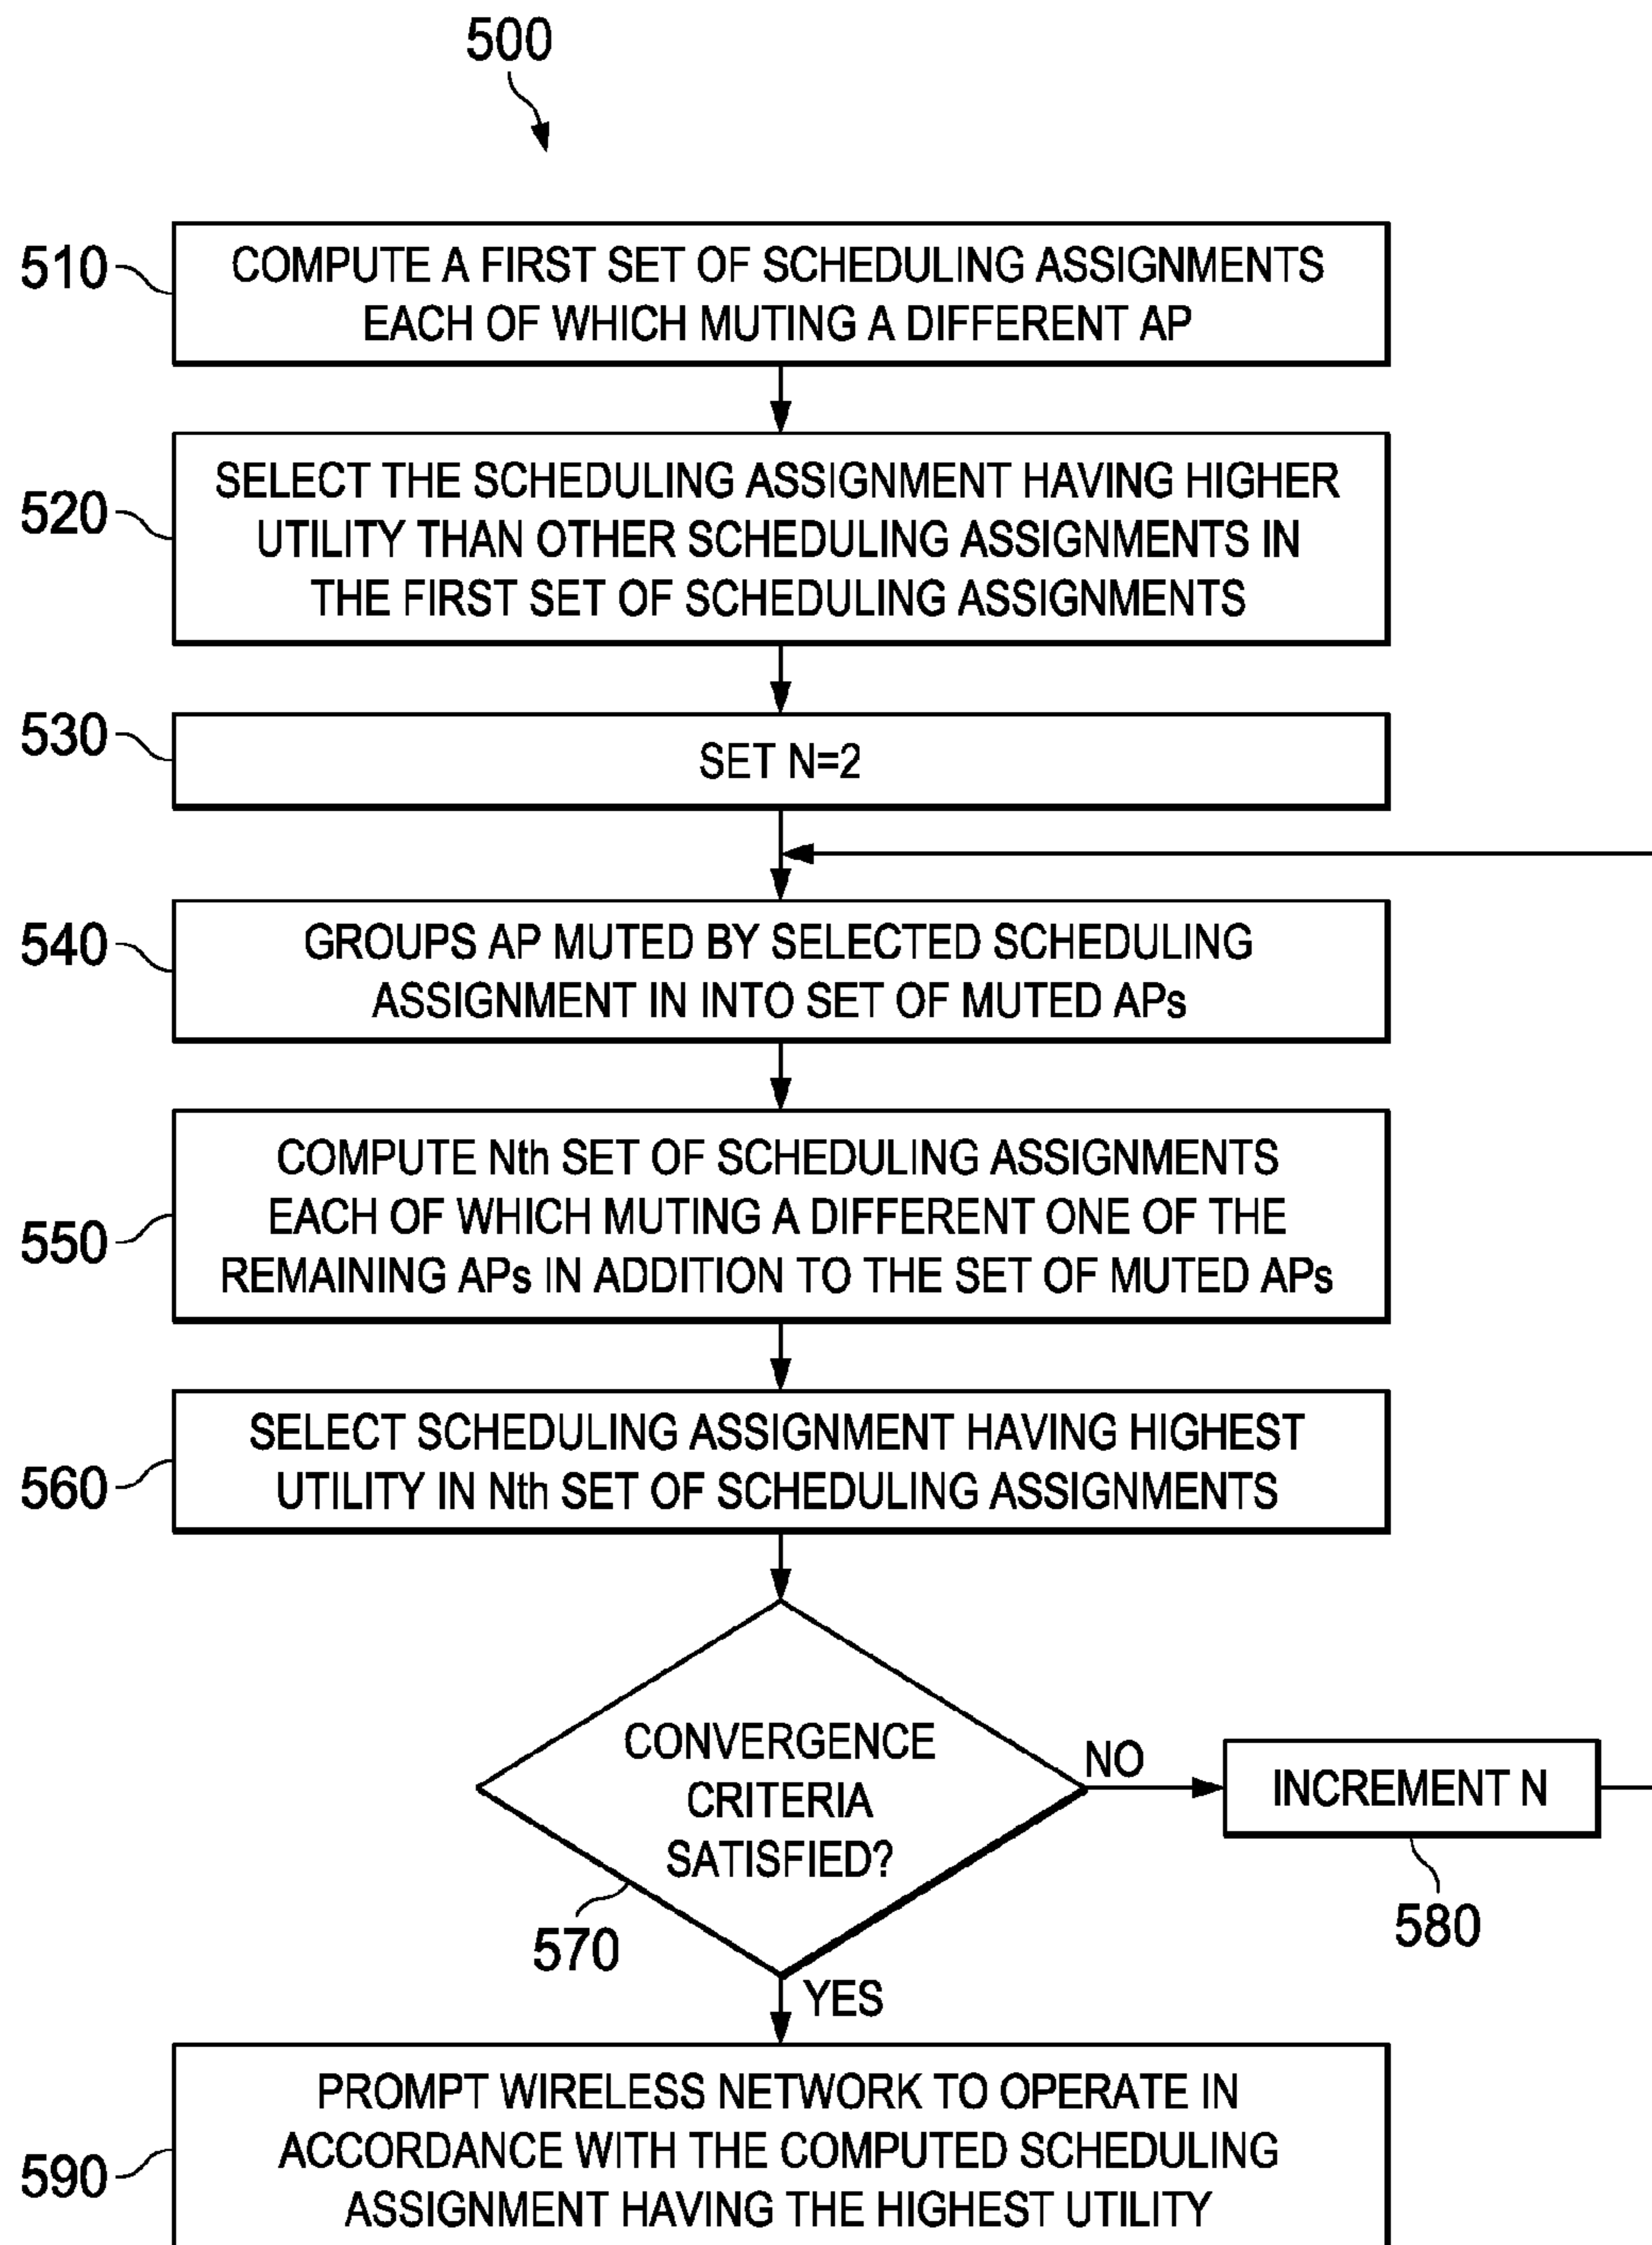 500
510
COMPUTE A FIRST SET OF SCHEDULING ASSIGNMENTS
EACH OF WHICH MUTING A DIFFERENT AP
520
SELECT THE SCHEDULING ASSIGNMENT HAVING HIGHER
UTILITY THAN OTHER SCHEDULING ASSIGNMENTS IN
THE FIRST SET OF SCHEDULING ASSIGNMENTS
530
SET N=2
540
GROUPS AP MUTED BY SELECTED SCHEDULING
ASSIGNMENT IN INTO SET OF MUTED APs
550
COMPUTE Nth SET OF SCHEDULING ASSIGNMENTS
EACH OF WHICH MUTING A DIFFERENT ONE OF THE
REMAINING APs IN ADDITION TO THE SET OF MUTED APs
560
SELECT SCHEDULING ASSIGNMENT HAVING HIGHEST
UTILITY IN Nth SET OF SCHEDULING ASSIGNMENTS
CONVERGENCE
CRITERIA
SATISFIED?
570
NO
INCREMENT N
580
YES
590
PROMPT WIRELESS NETWORK TO OPERATE IN
ACCORDANCE WITH THE COMPUTED SCHEDULING
ASSIGNMENT HAVING THE HIGHEST UTILITY